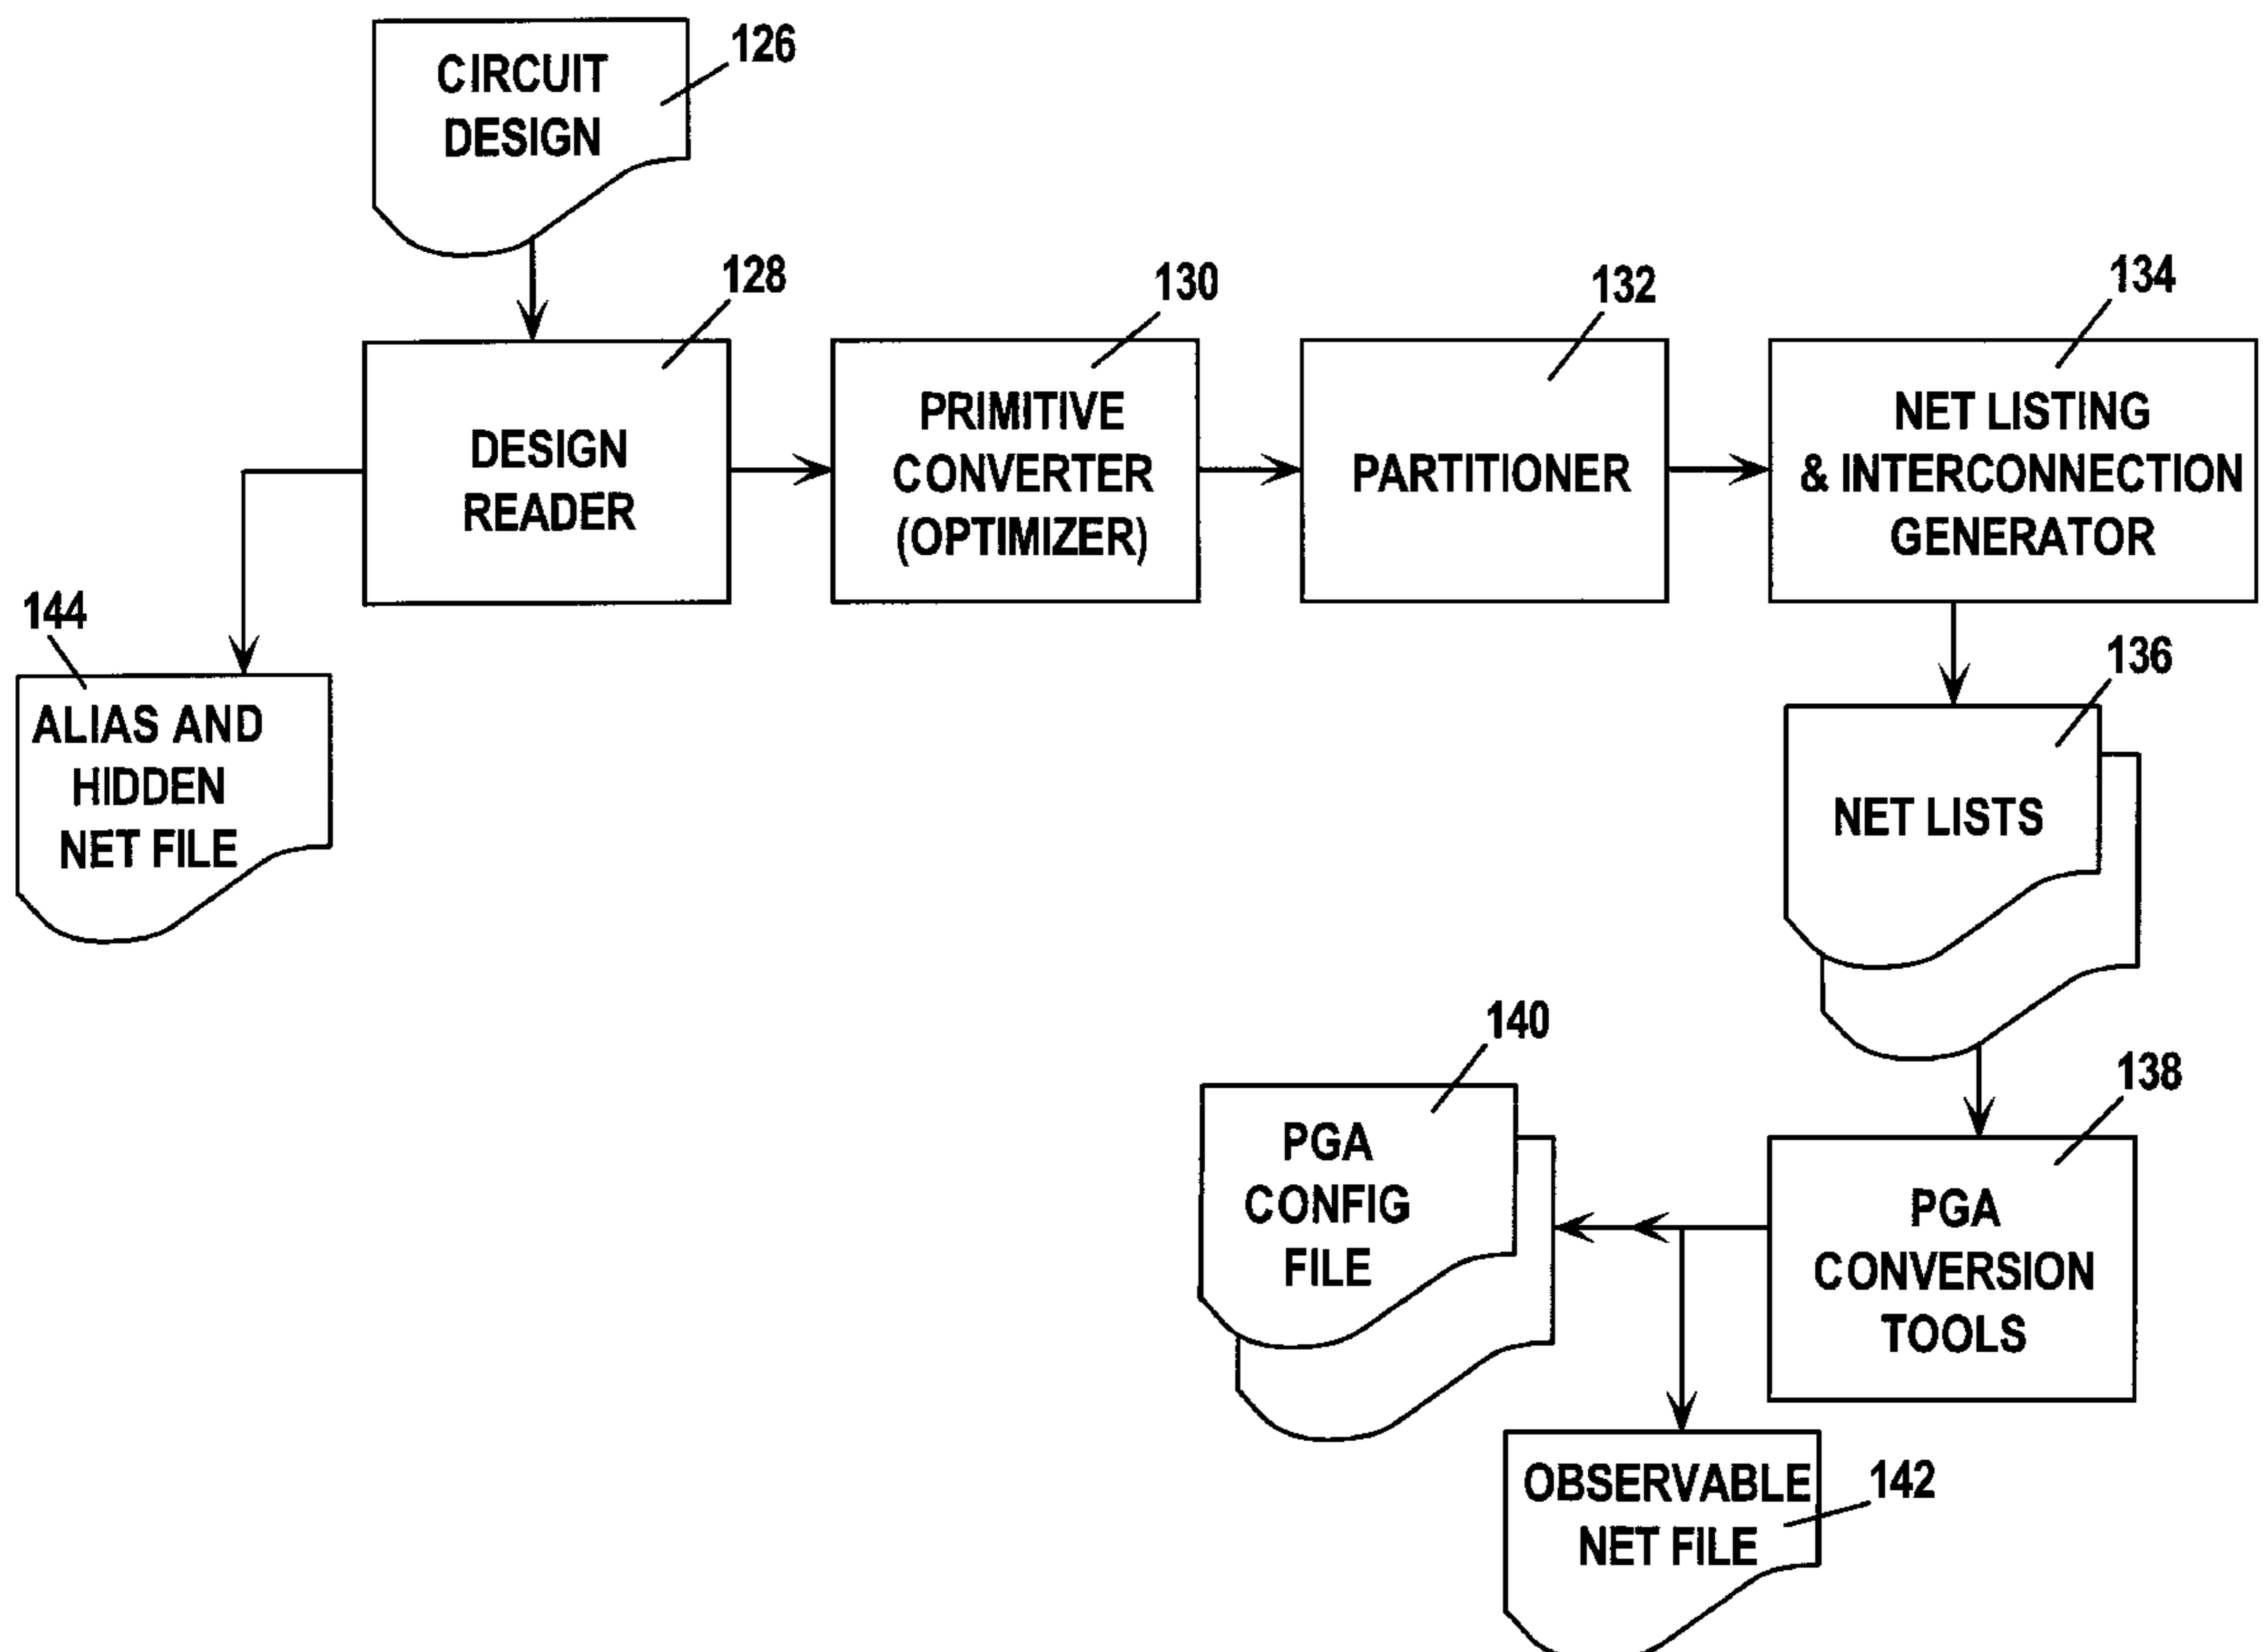 126
CIRCUIT
DESIGN
128
DESIGN
READER
130
PRIMITIVE
CONVERTER
(OPTIMIZER)
132
PARTITIONER
134
NET LISTING
& INTERCONNECTION
GENERATOR
144
ALIAS AND
HIDDEN
NET FILE
136
NET LISTS
140
PGA
CONFIG
FILE
138
PGA
CONVERSION
TOOLS
142
OBSERVABLE
NET FILE